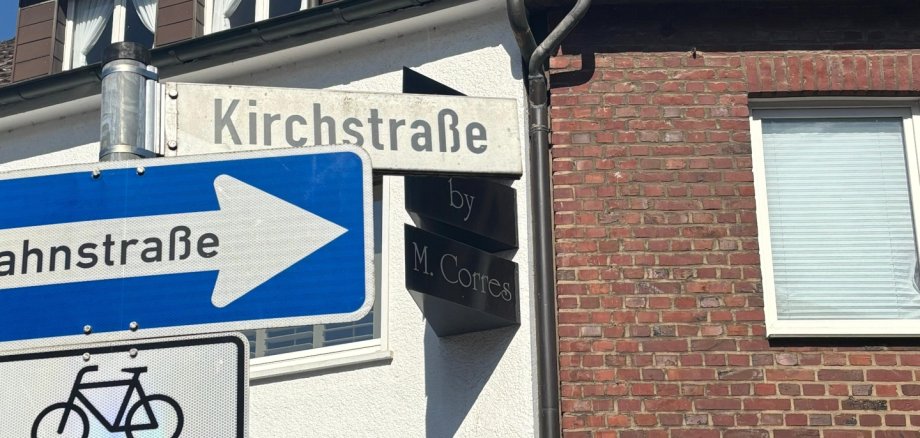 Kirchstraße
by
ahnstraße
M. Corres